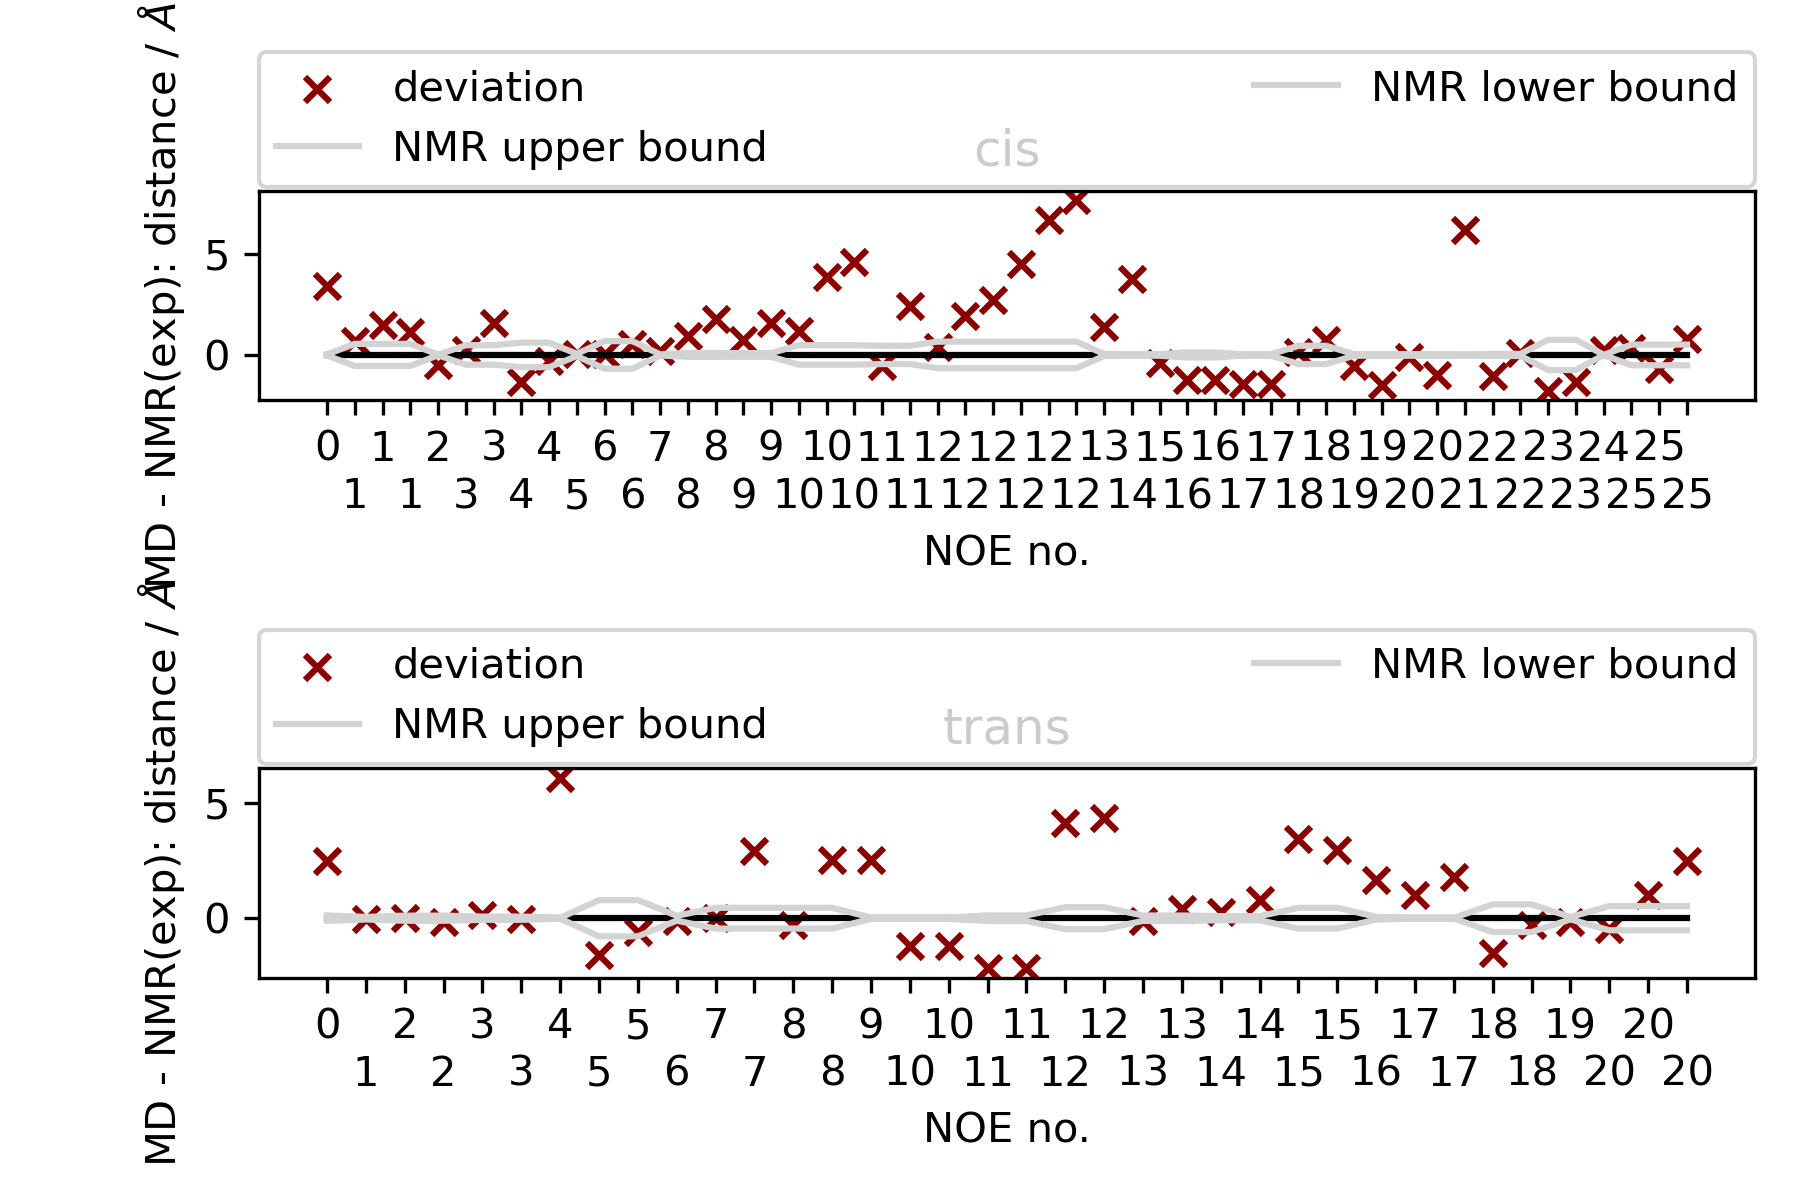 MD - NMR(exp): distance / Å
deviation
NMR upper bound
NMR lower bound
cis
5
0
0 1 2 3 4 6 7 8 9 10 11 12 12 12 13 15 16 17 18 19 20 22 23 24 25
1 1 3 4 5 6 8 9 10 10 11 12 12 12 14 16 17 18 19 20 21 22 23 25 25
NOE no.
MD - NMR(exp): distance / Å
deviation
NMR upper bound
NMR lower bound
trans
5
0
0 2 3 4 5 7 8 9 10 11 12 13 14 15 17 18 19 20
1 2 3 5 6 7 8 10 11 12 13 14 15 16 17 18 20 20
NOE no.